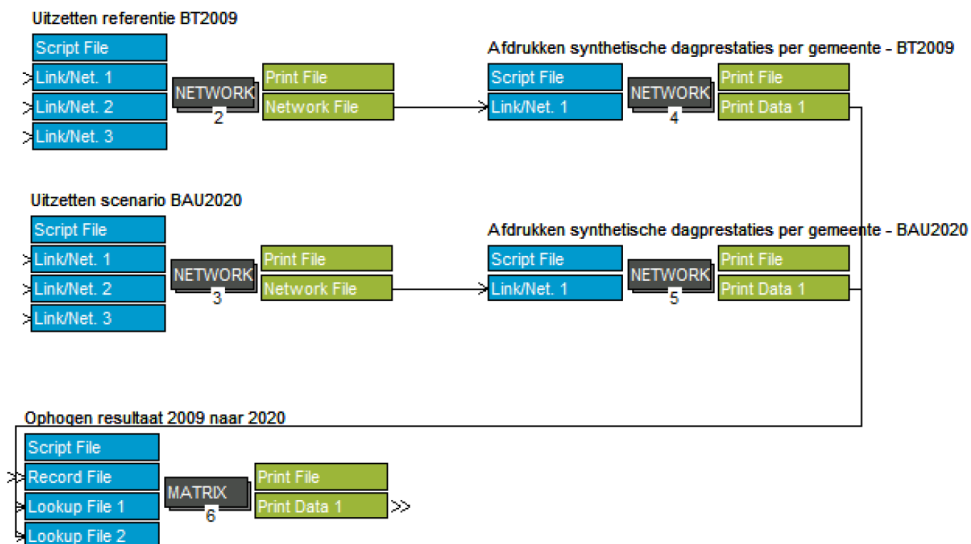 Uitzetten referentie BT2009
Script File
Link/Net. 1
Link/Net. 2
Link/Net. 3
NETWORK
2
Print File
Network File
Afdrukken synthetische dagprestaties per gemeente - BT2009
Script File
Link/Net. 1
NETWORK
4
Print File
Print Data 1
Uitzetten scenario BAU2020
Script File
Link/Net. 1
Link/Net. 2
Link/Net. 3
NETWORK
3
Print File
Network File
Afdrukken synthetische dagprestaties per gemeente - BAU2020
Script File
Link/Net. 1
NETWORK
5
Print File
Print Data 1
Ophogen resultaat 2009 naar 2020
Script File
Record File
Lookup File 1
Lookup File 2
MATRIX
6
Print File
Print Data 1